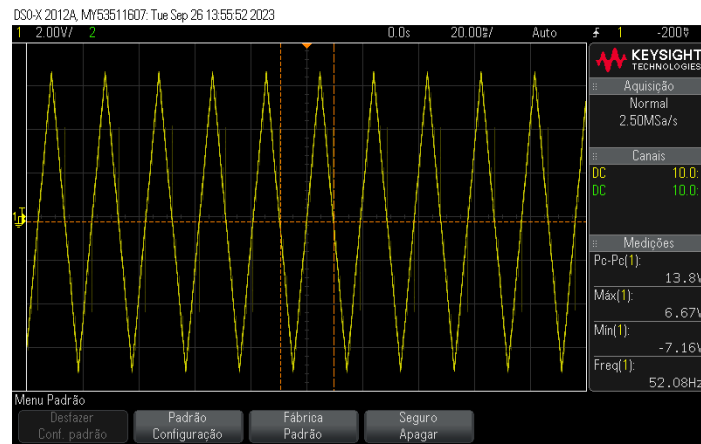 DSO-X 2012A, MY53511607: Tue Sep 26 13:55:52 2023
1 2.00V/ 2 0.0s 20.00s/ Auto 1 -200V
KEYSIGHT
TECHNOLOGIES
Aquisição
Normal
2.50MSa/s
Canais
DC 10.0:
DC 10.0:
Medições
Pc-Pc(1):
13.8V
Máx(1):
6.67V
Mín(1):
-7.16V
Freq(1):
52.08Hz
Menu Padrão
Desfazer
Conf. padrão
Padrão
Configuração
Fábrica
Padrão
Seguro
Apagar